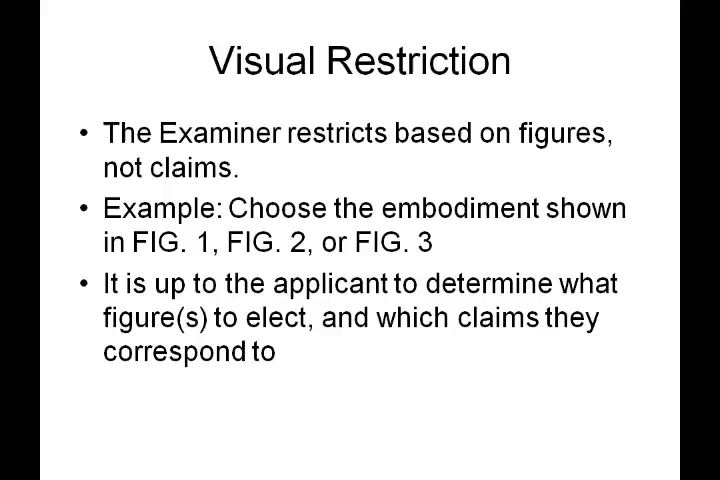 Visual Restriction
• The Examiner restricts based on figures,
not claims.
• Example: Choose the embodiment shown
in FIG. 1, FIG. 2, or FIG. 3
• It is up to the applicant to determine what
figure(s) to elect, and which claims they
correspond to